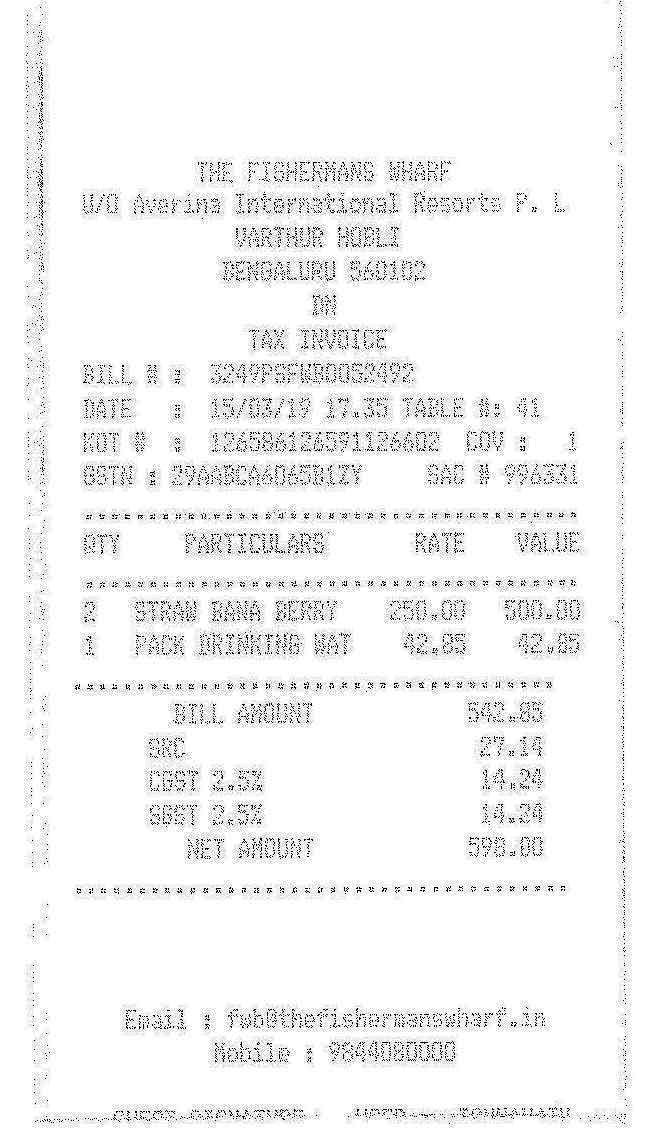 THE FISHERMANS WHARF
U/O Averina International Resorts P. L
VARTHUR HOBLI
BENGALURU 560102
DN
TAX INVOICE
BILL # : 3249PSFWB0052492
DATE : 15/03/19 17.35 TABLE #: 41
KOT # : 126586126591126602 COV : 1
GSTN : 29AABCA6065B1ZY SAC # 996331
QTY PARTICULARS RATE VALUE
2 STRAW BANA BERRY 250.00 500.00
1 PACK DRINKING WAT 42.85 42.85
BILL AMOUNT 542.85
SRC 27.14
CGST 2.5% 14.24
SGST 2.5% 14.24
NET AMOUNT 598.00
Email : fwb@thefishermanswharf.in
Mobile : 9844080000